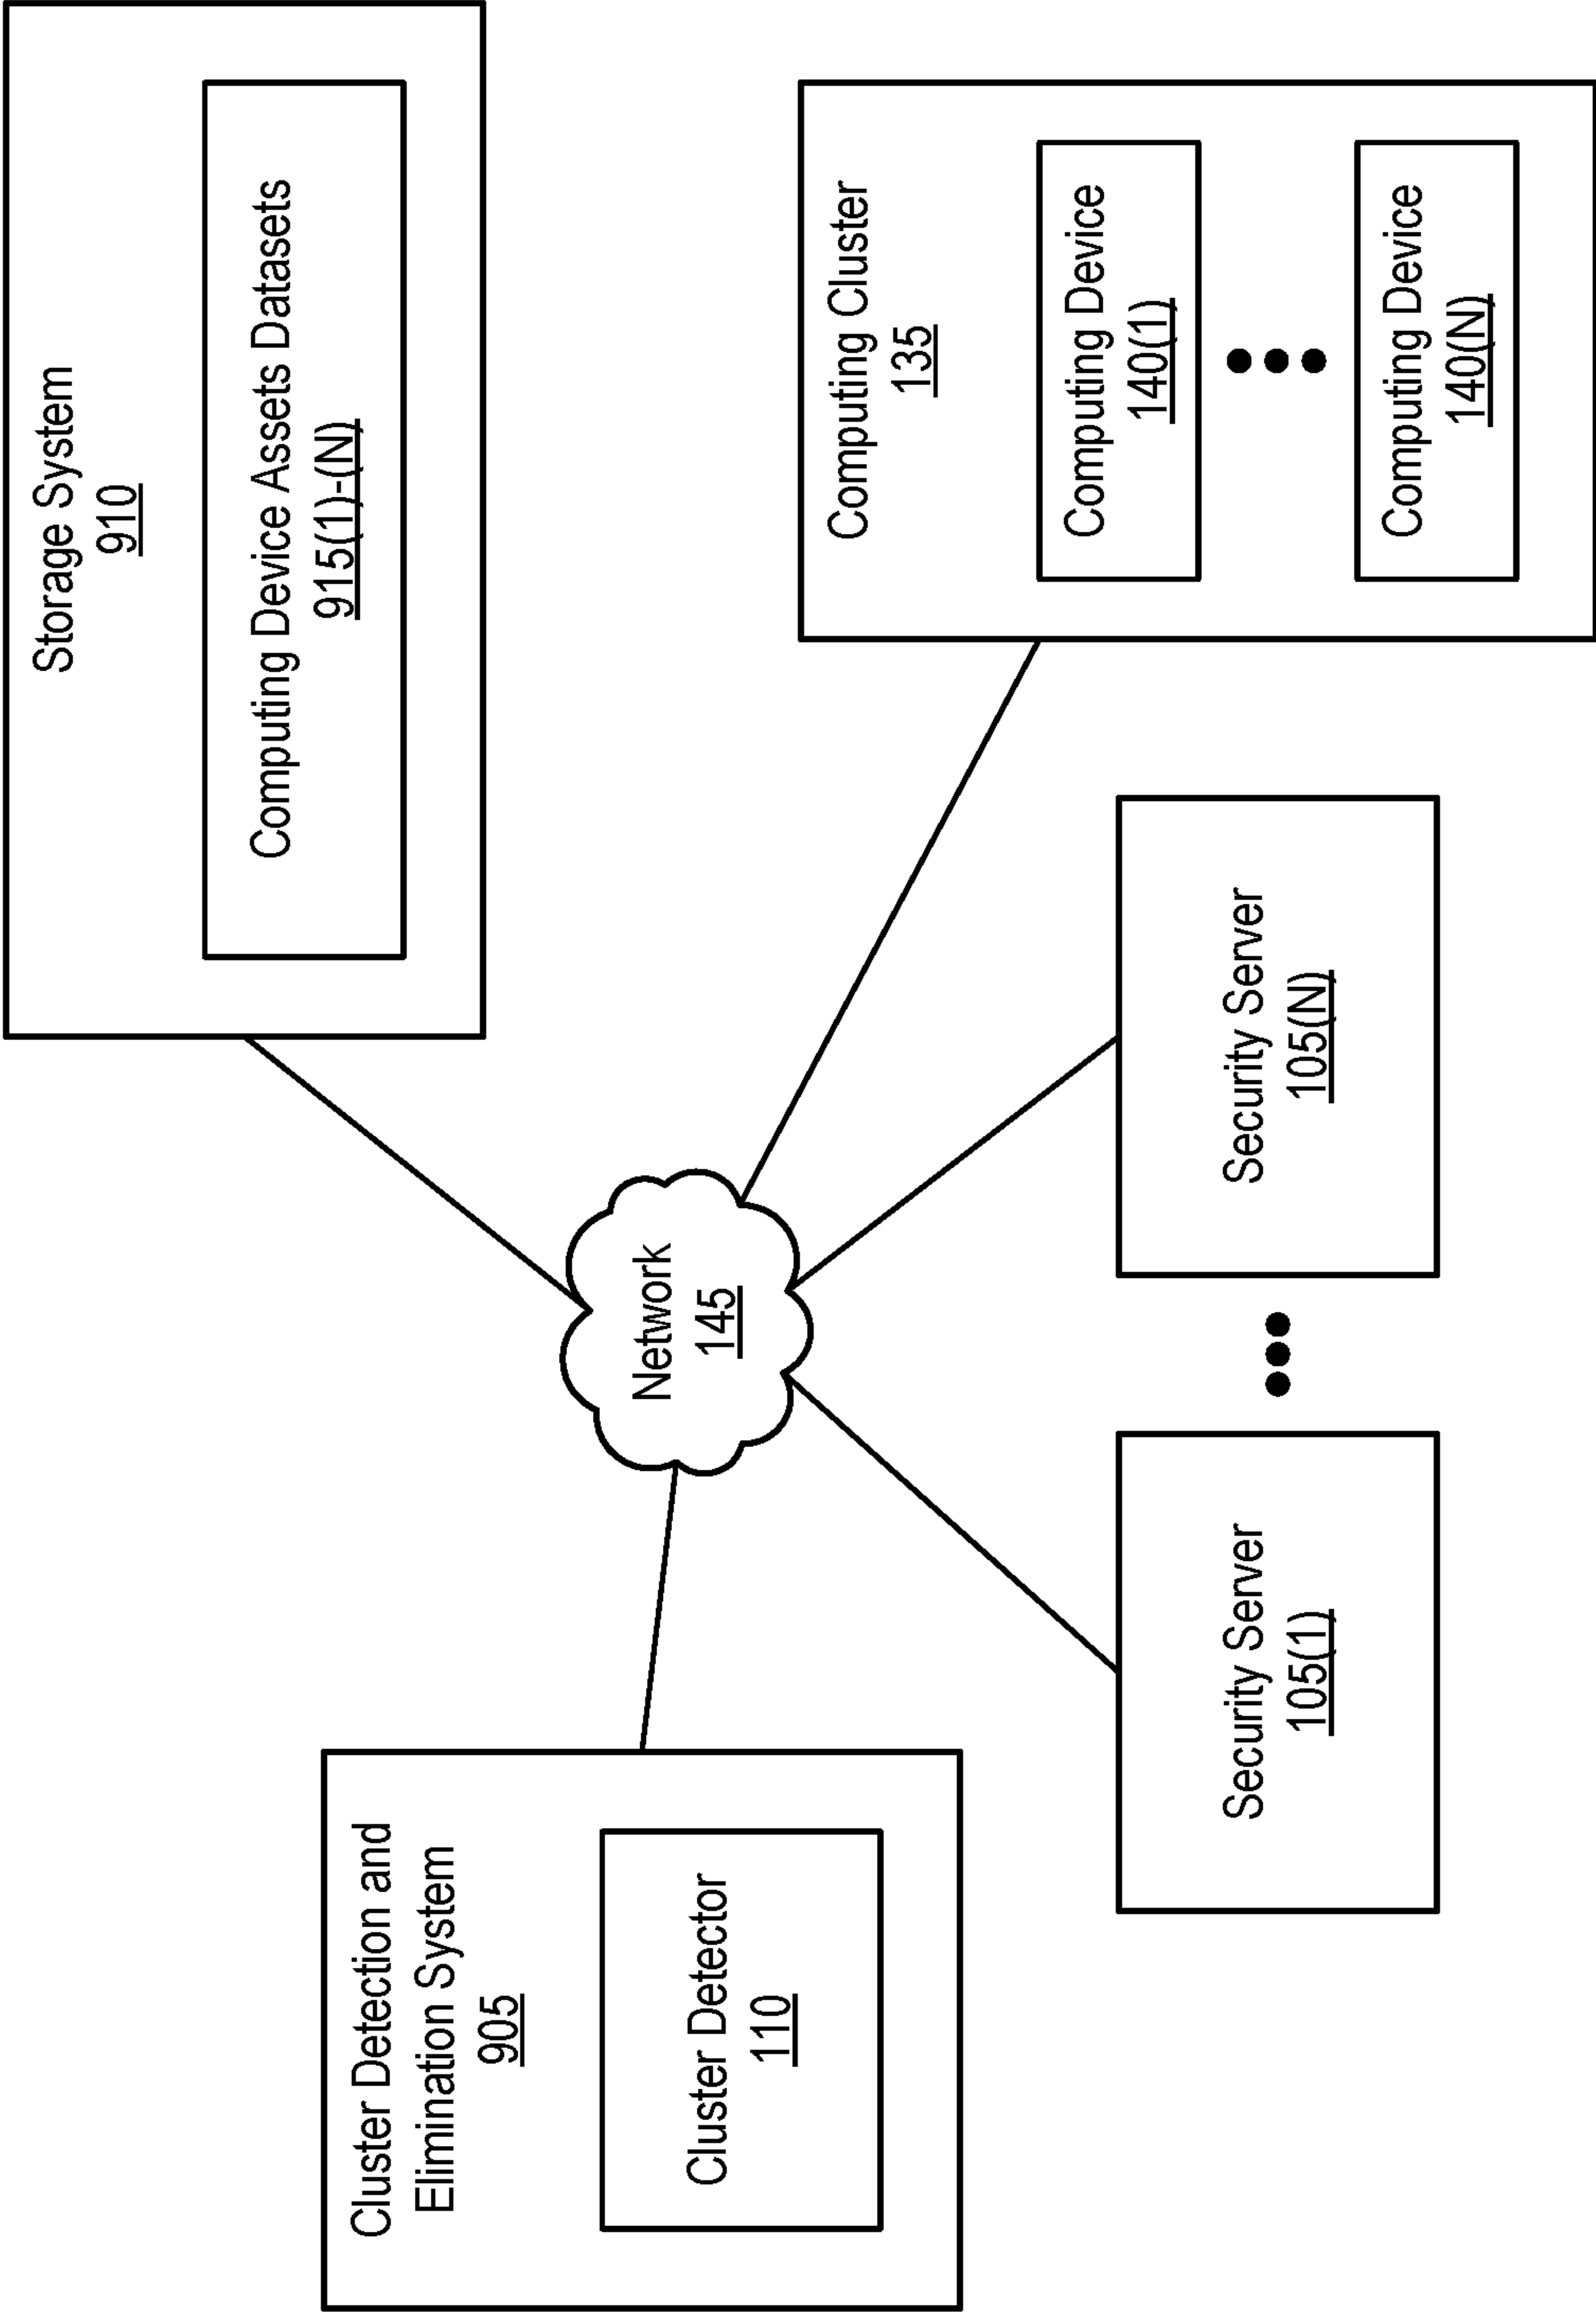 Cluster Detection and
Elimination System
905
Cluster Detector
110
Storage System
910
Computing Device Assets Datasets
915(1)-(N)
Network
145
Computing Cluster
135
Computing Device
140(1)
Computing Device
140(N)
Security Server
105(1)
Security Server
105(N)